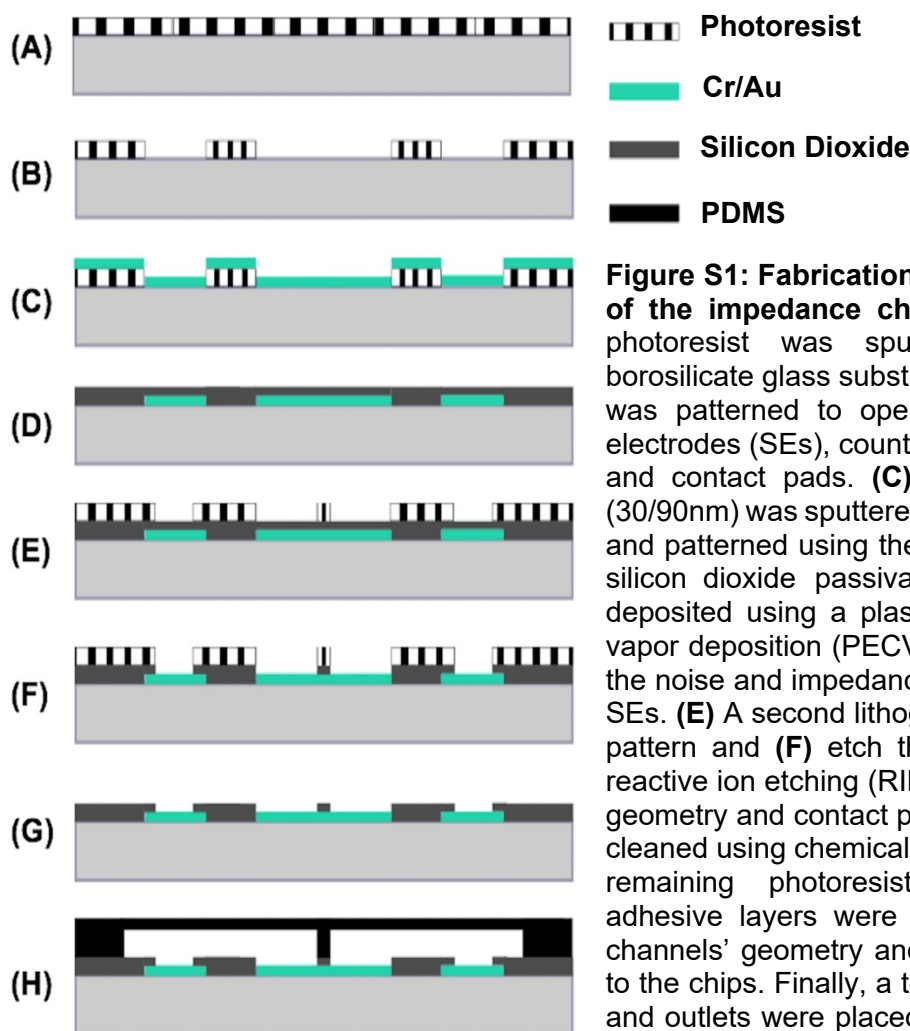 (A)
(B)
(C)
(D)
(E)
(F)
(G)
(H)
Photoresist
Cr/Au
Silicon Dioxide
PDMS
Figure S1: Fabrication
of the impedance ch
photoresist was spu
borosilicate glass subst
was patterned to ope
electrodes (SEs), count
and contact pads. (C)
(30/90nm) was sputtere
and patterned using the
silicon dioxide passiva
deposited using a plas
vapor deposition (PECV
the noise and impedanc
SEs. (E) A second lithog
pattern and (F) etch th
reactive ion etching (RI
geometry and contact p
cleaned using chemical
remaining photoresist
adhesive layers were
channels' geometry and
to the chips. Finally, a t
and outlets were placed